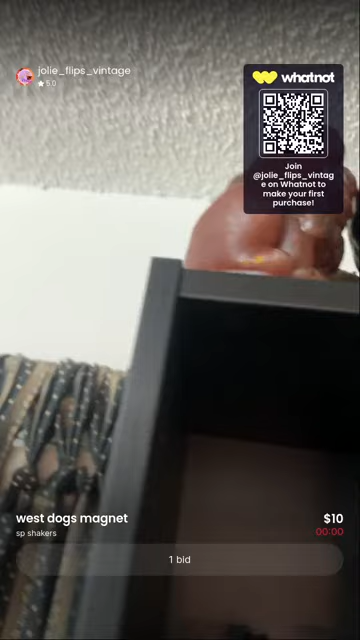 jolie_flips_vintage
5.0
whatnot
Join
@jolie_flips_vintag
e on Whatnot to
make your first
purchase!
west dogs magnet
$10
sp shakers
00:00
1 bid